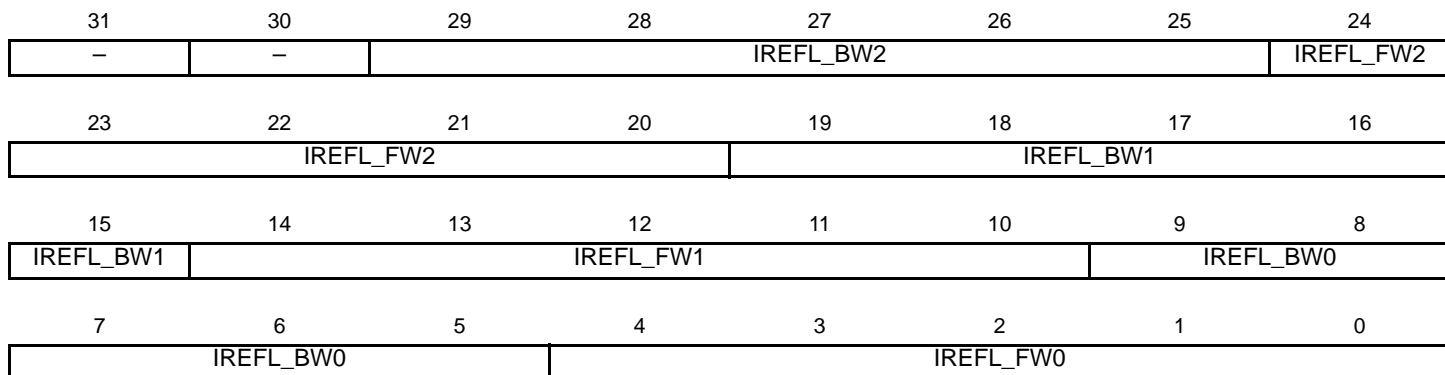 31 30 29 28 27 26 25 24
– – IREFL_BW2 IREFL_FW2
23 22 21 20 19 18 17 16
IREFL_FW2 IREFL_BW1
15 14 13 12 11 10 9 8
IREFL_BW1 IREFL_FW1 IREFL_BW0
7 6 5 4 3 2 1 0
IREFL_BW0 IREFL_FW0